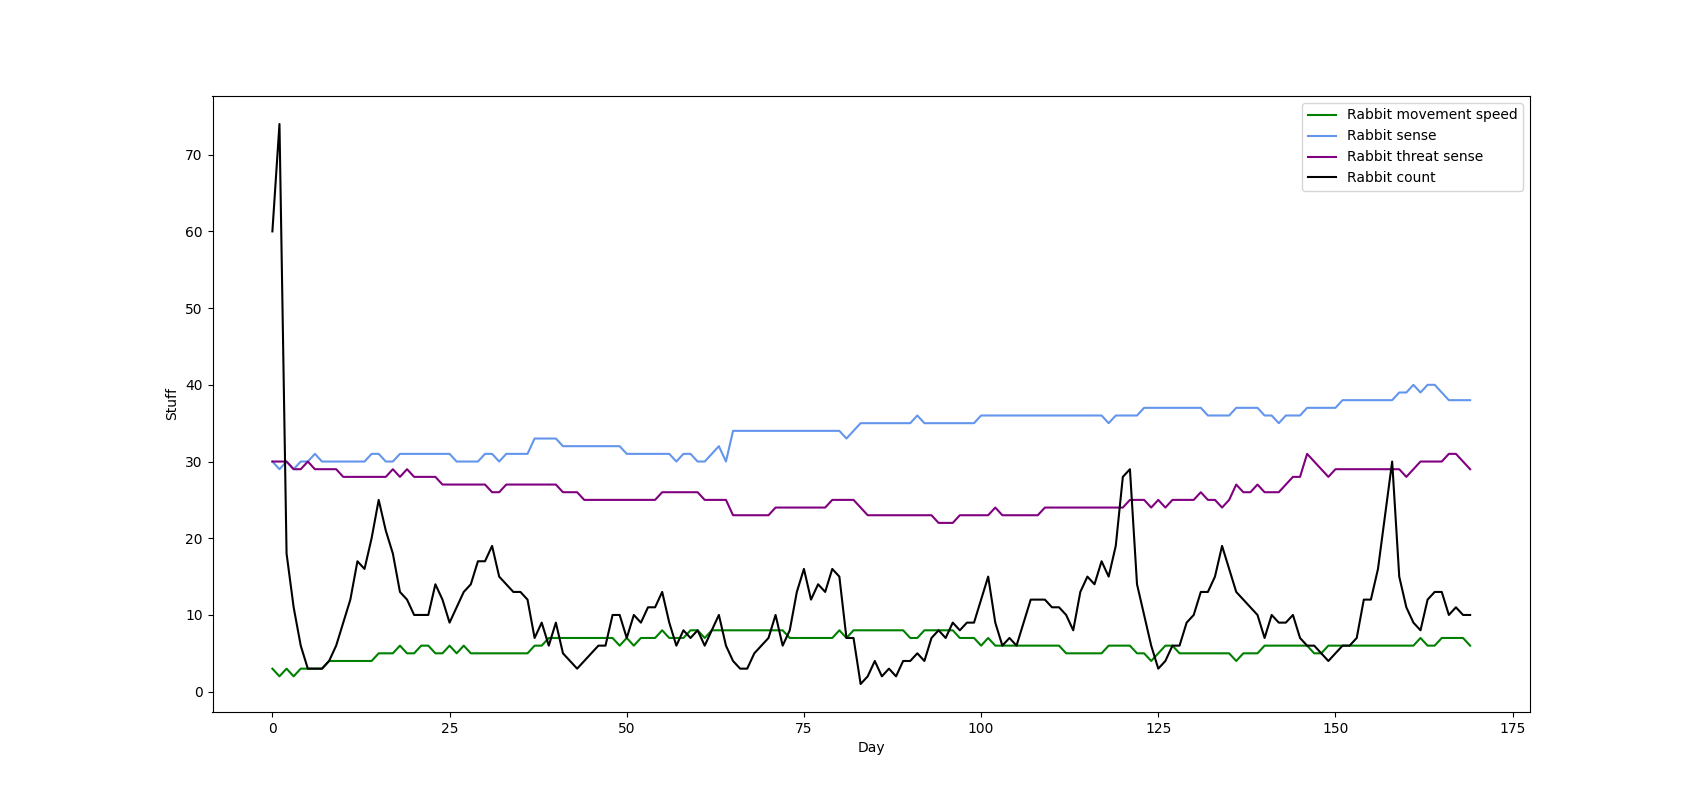 Rabbit movement speed
Rabbit sense
Rabbit threat sense
Rabbit count
70
60
50
40
30
20
10
0
Stuff
0 25 50 75 100 125 150 175
Day